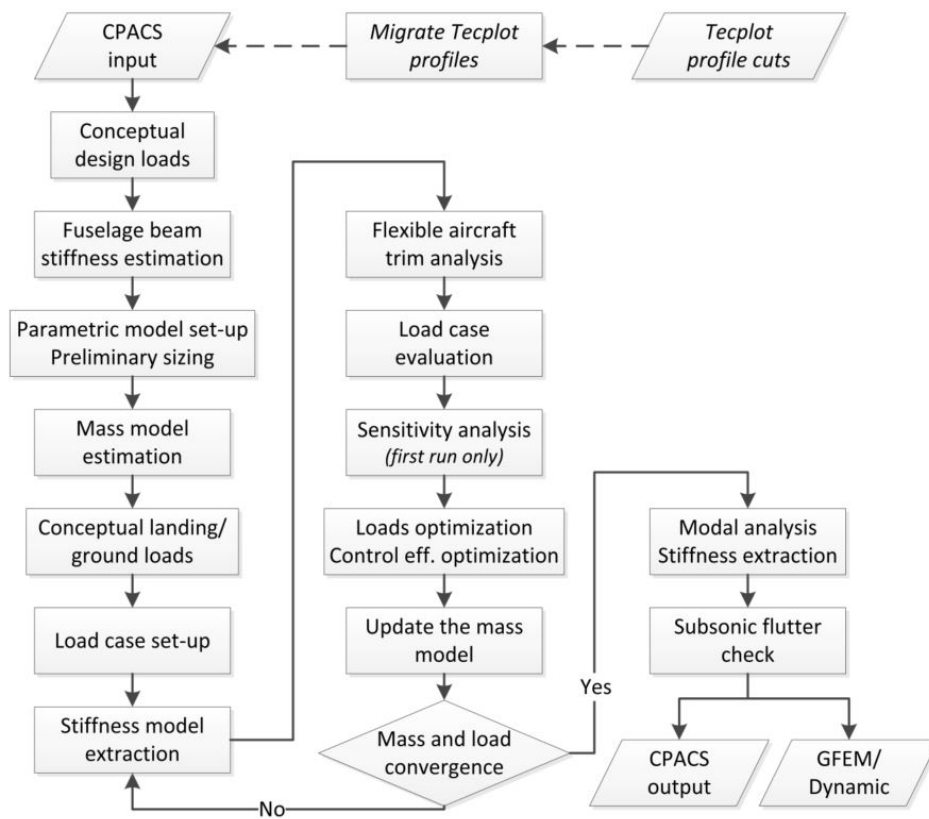 CPACS
input
Migrate Tecplot
profiles
Tecplot
profile cuts
Conceptual
design loads
Fuselage beam
stiffness estimation
Parametric model set-up
Preliminary sizing
Mass model
estimation
Conceptual landing/
ground loads
Load case set-up
Stiffness model
extraction
Flexible aircraft
trim analysis
Load case
evaluation
Sensitivity analysis
(first run only)
Loads optimization
Control eff. optimization
Update the mass
model
Mass and load
convergence
No
Yes
Modal analysis
Stiffness extraction
Subsonic flutter
check
CPACS
output
GFEM/
Dynamic